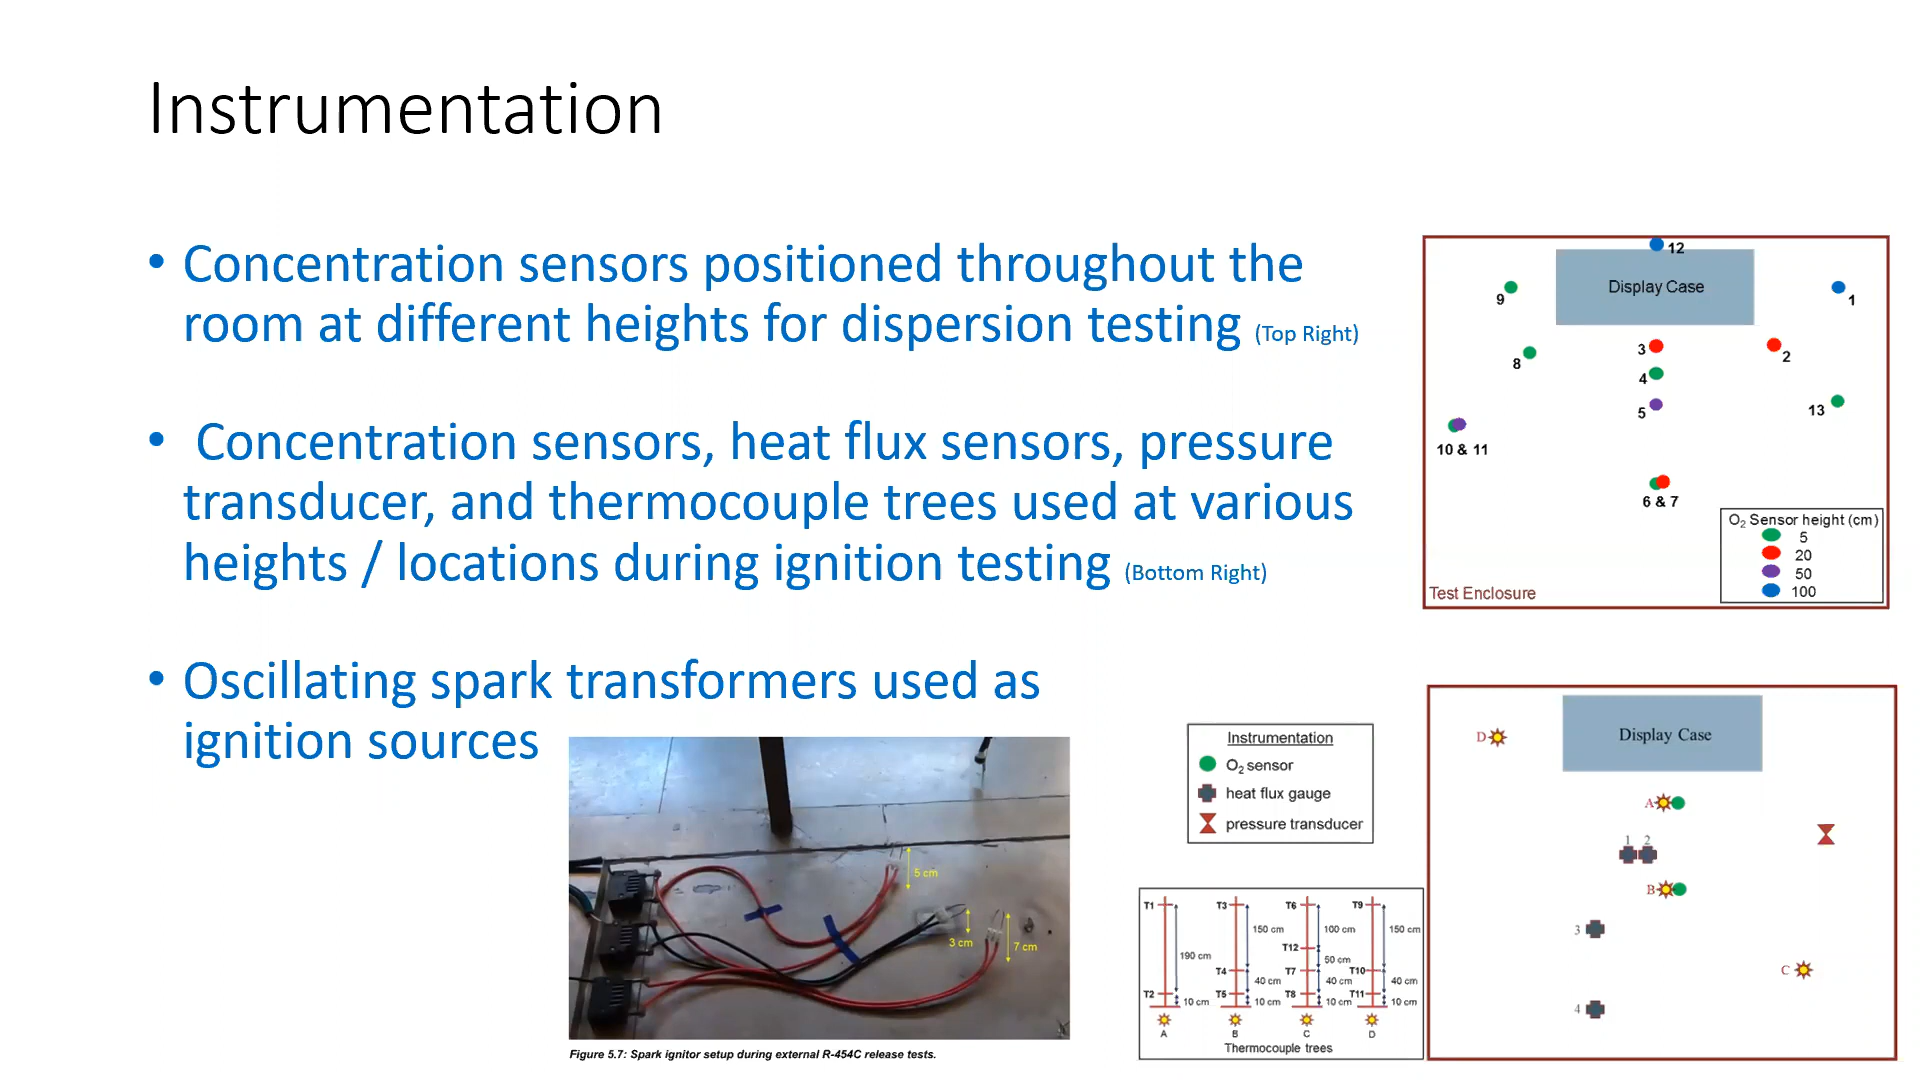 Instrumentation
• Concentration sensors positioned throughout the
room at different heights for dispersion testing (Top Right)
• Concentration sensors, heat flux sensors, pressure
transducer, and thermocouple trees used at various
heights / locations during ignition testing (Bottom Right)
• Oscillating spark transformers used as
ignition sources
5 cm
3 cm
7 cm
Figure 5.7: Spark ignitor setup during external R-454C release tests.
12
Display Case
9
1
3
2
8
4
5
13
10 & 11
6 & 7
O2 Sensor height (cm)
5
20
50
100
Test Enclosure
Instrumentation
O2 sensor
heat flux gauge
pressure transducer
T1 T3 T6 T9
150 cm 100 cm 150 cm
T12
190 cm 50 cm
T4 T7 T10
40 cm 40 cm 40 cm
T2 T5 T8 T11
10 cm 10 cm 10 cm 10 cm
A B C D
Thermocouple trees
Display Case
D
A
1 2
B
3
C
4